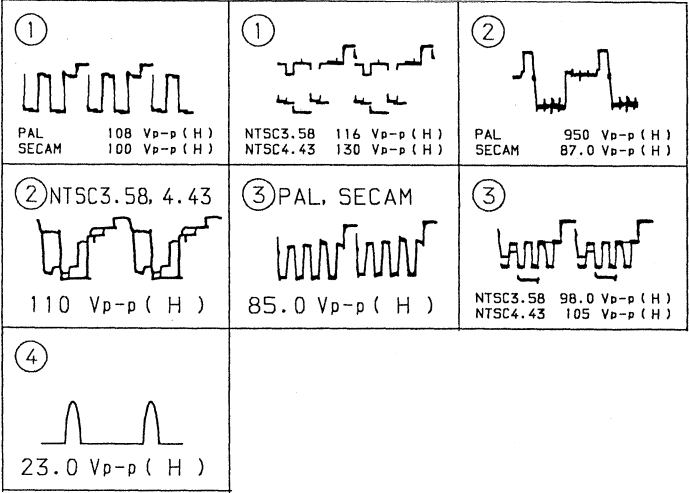 ①
PAL 108 Vp-p(H)
SECAM 100 Vp-p(H)
①
NTSC3.58 116 Vp-p(H)
NTSC4.43 130 Vp-p(H)
②
PAL 950 Vp-p(H)
SECAM 87.0 Vp-p(H)
②NTSC3.58, 4.43
110 Vp-p(H)
③PAL, SECAM
85.0 Vp-p(H)
③
NTSC3.58 98.0 Vp-p(H)
NTSC4.43 105 Vp-p(H)
④
23.0 Vp-p(H)